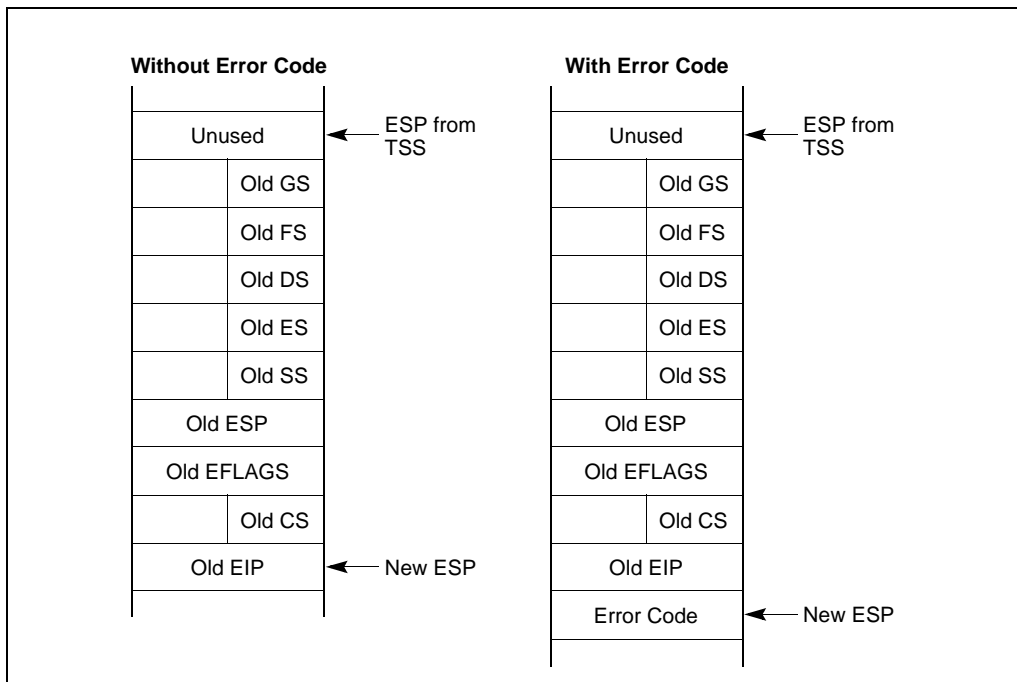 Without Error Code
Unused
ESP from
TSS
Old GS
Old FS
Old DS
Old ES
Old SS
Old ESP
Old EFLAGS
Old CS
Old EIP
New ESP
With Error Code
Unused
ESP from
TSS
Old GS
Old FS
Old DS
Old ES
Old SS
Old ESP
Old EFLAGS
Old CS
Old EIP
Error Code
New ESP